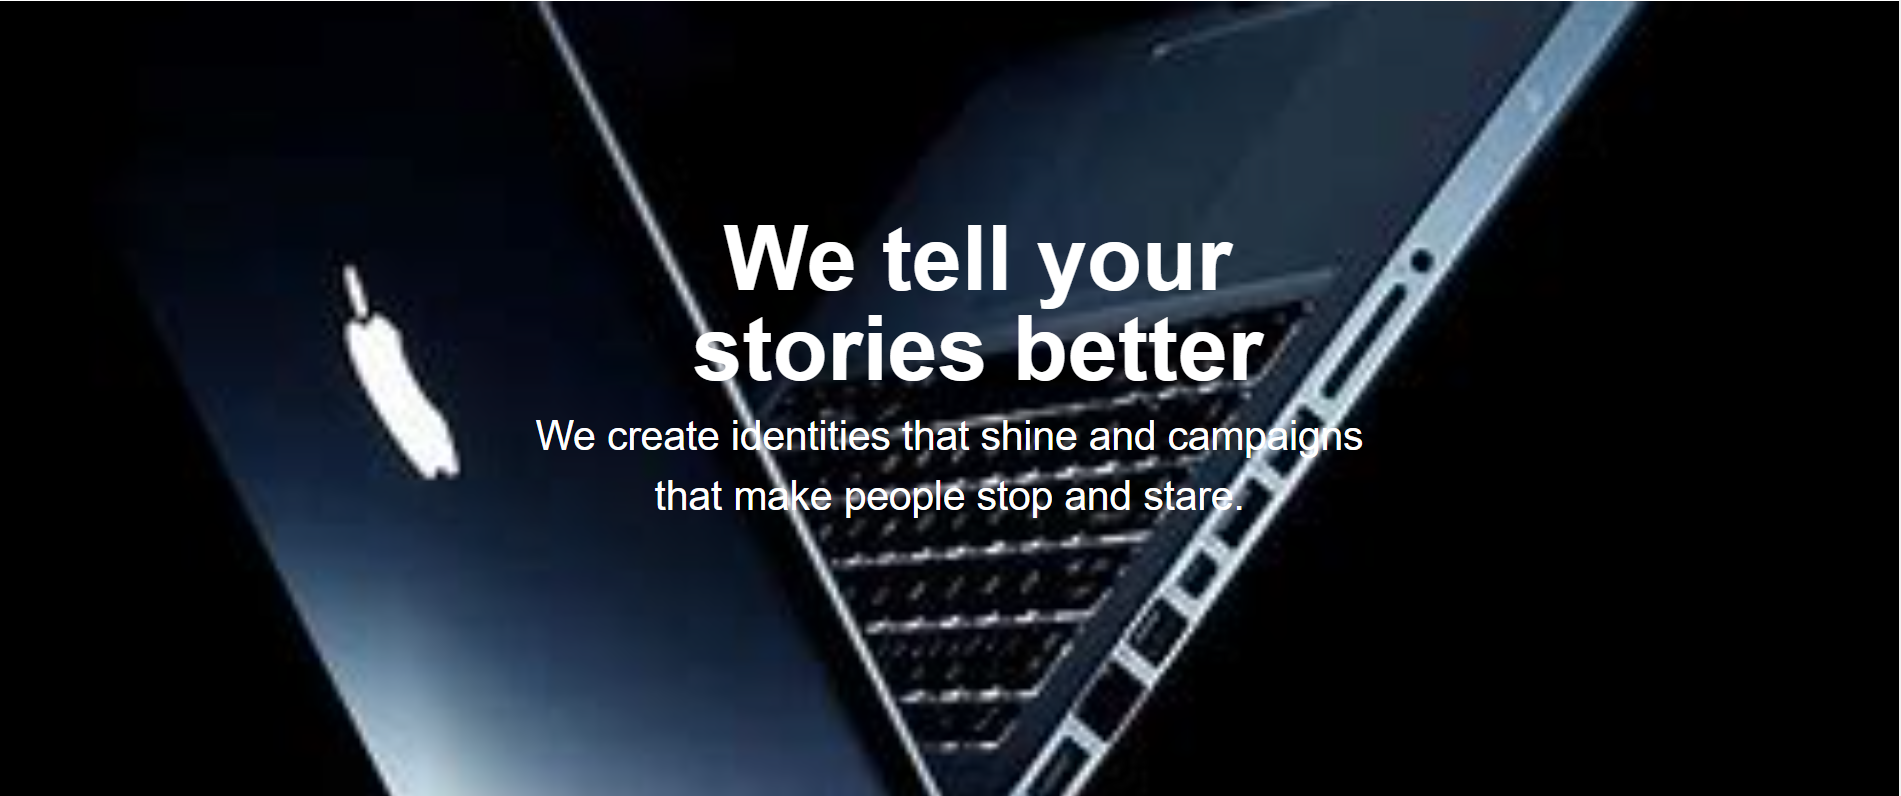 We tell your
stories better
We create identities that shine and campaigns
that make people stop and stare.